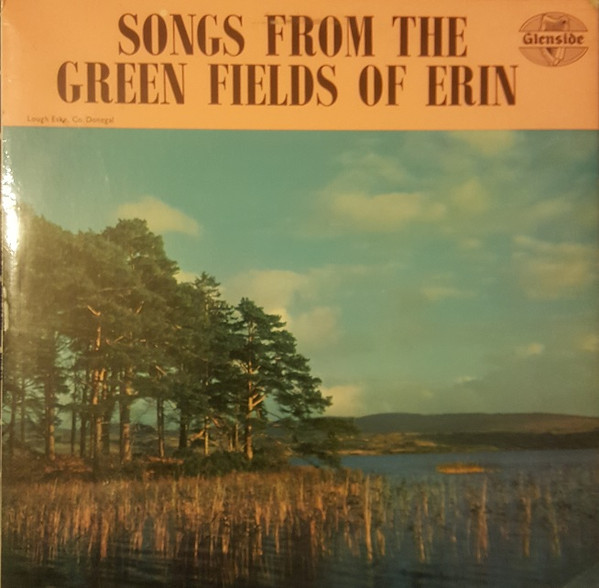 SONGS FROM THE
GREEN FIELDS OF ERIN
Glenside
Lough Eske, Co. Donegal